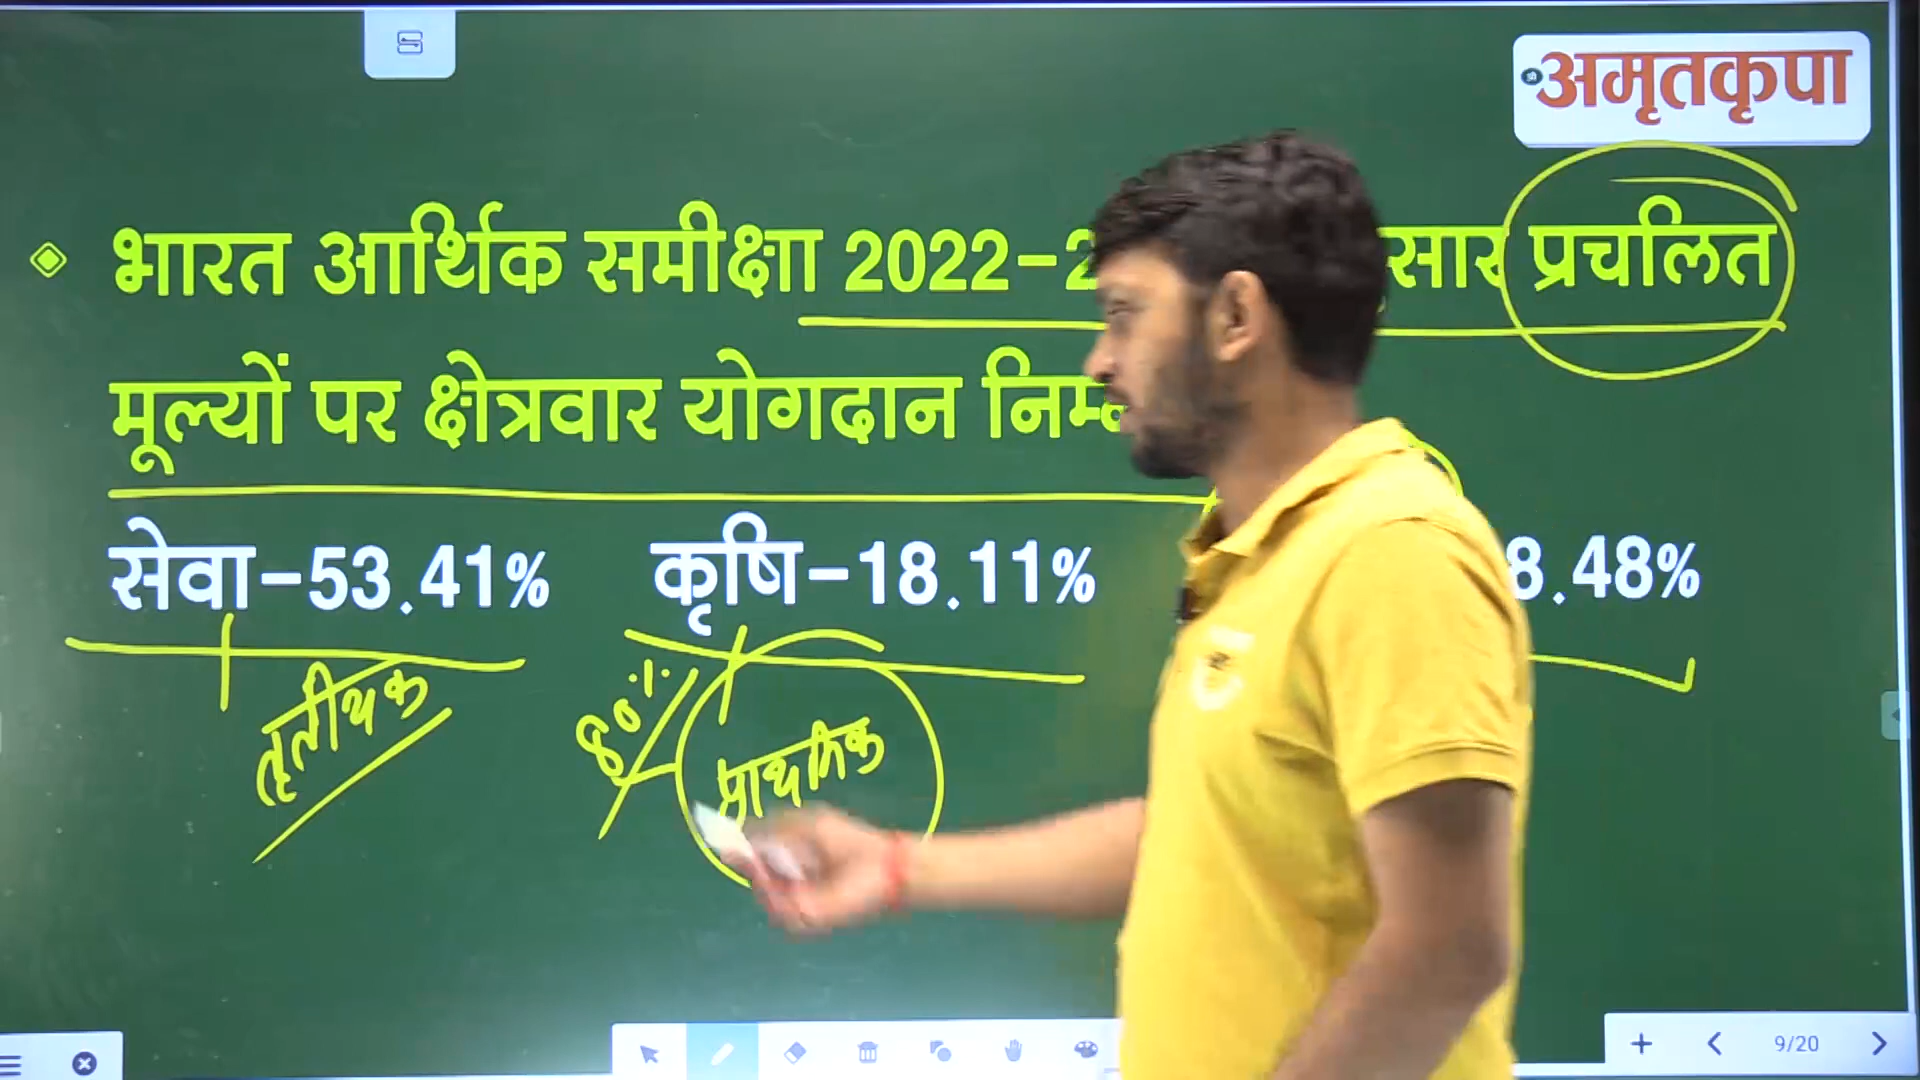 अमृतकृपा
भारत आर्थिक समीक्षा 2022-2 सार प्रचलित
मूल्यों पर क्षेत्रवार योगदान निम्न
सेवा-53.41% कृषि-18.11% 8.48%
तृतीयक 80% प्राथमिक
9/20